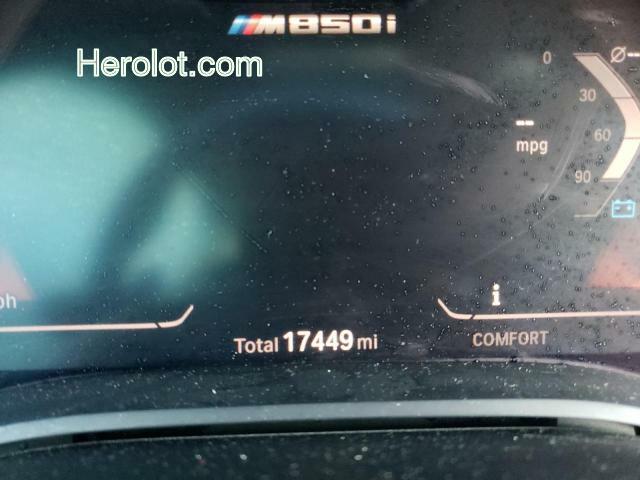 M850i
Herolot.com
0
Ø--
30
--
60
mpg
90
ph
i
Total 17449 mi
COMFORT